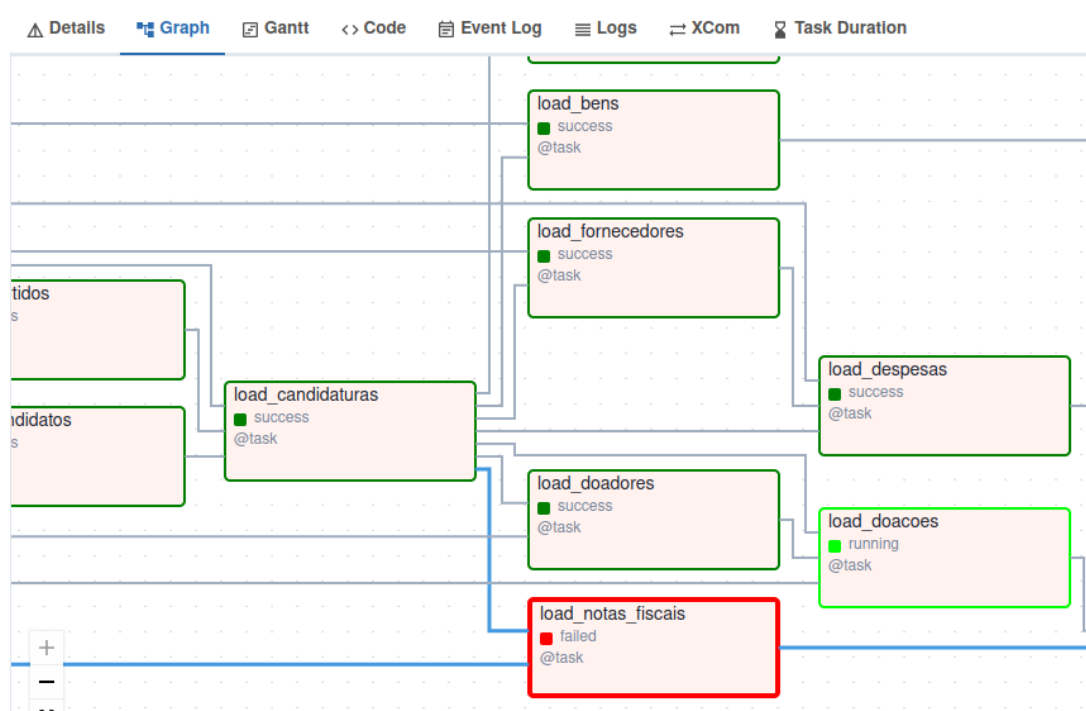 Details Graph Gantt Code Event Log Logs XCom Task Duration
load_bens
success
@task
load_fornecedores
success
@task
tidos
s
load_despesas
success
@task
load_candidaturas
success
@task
ndidatos
s
load_doadores
success
@task
load_doacoes
running
@task
load_notas_fiscais
failed
@task